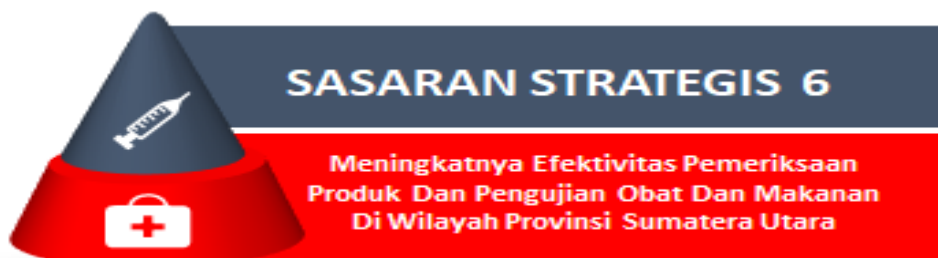 SASARAN STRATEGIS 6
Meningkatnya Efektivitas Pemeriksaan
Produk Dan Pengujian Obat Dan Makanan
Di Wilayah Provinsi Sumatera Utara